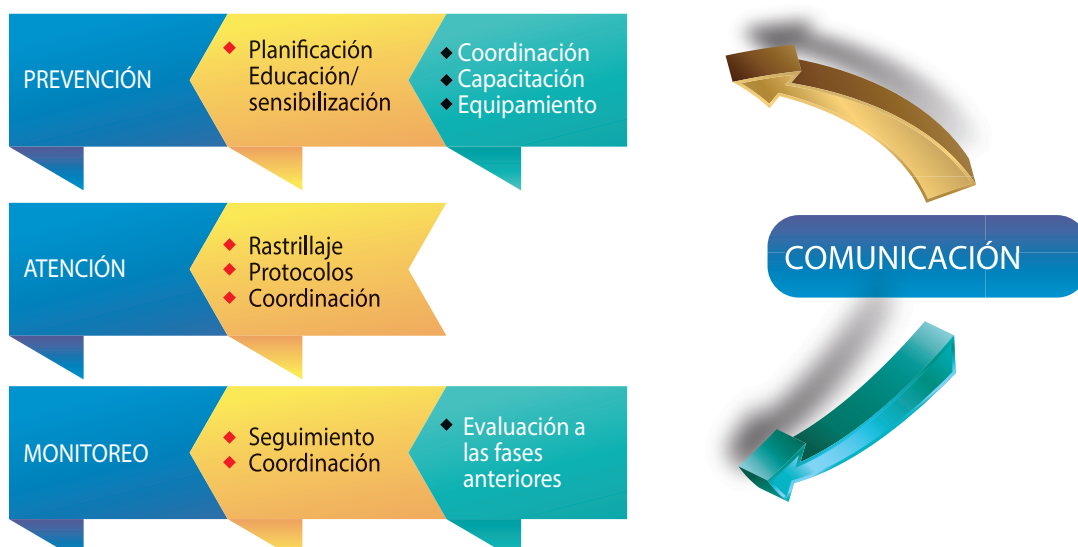 PREVENCIÓN
Planificación
Educación/
sensibilización
Coordinación
Capacitación
Equipamiento
ATENCIÓN
Rastrillaje
Protocolos
Coordinación
COMUNICACIÓN
MONITOREO
Seguimiento
Coordinación
Evaluación a
las fases
anteriores